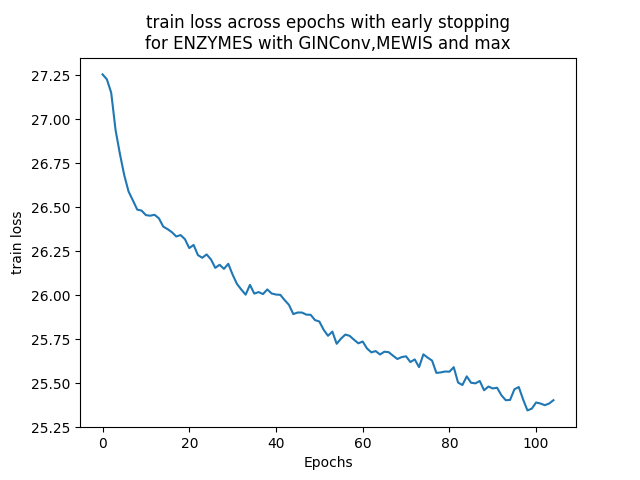 train loss across epochs with early stopping
for ENZYMES with GINConv,MEWIS and max
27.25
27.00
26.75
26.50
26.25
26.00
25.75
25.50
25.25
train loss
0 20 40 60 80 100
Epochs